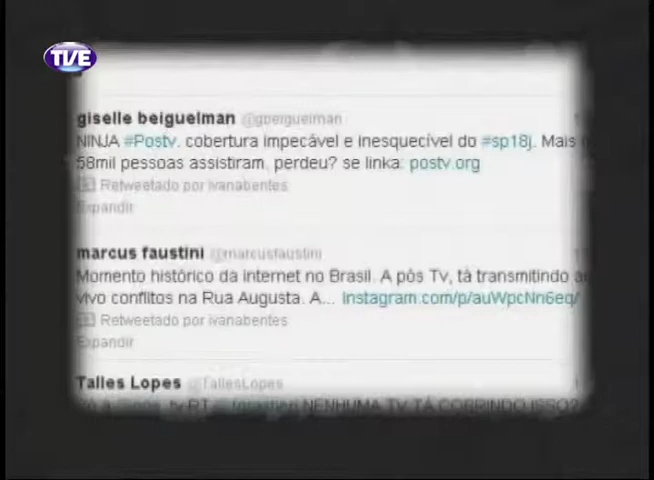 TVE
giselle beiguelman @gbeiguelman
NINJA #Postv. cobertura impecável e inesquecível do #sp18j. Mais
58mil pessoas assistiram, perdeu? se linka: postv.org
Retweetado por ivanabentes
Expandir
marcus faustini @marcusfaustini
Momento histórico da internet no Brasil. A pós Tv, tá transmitindo
vivo conflitos na Rua Augusta. A... instagram.com/p/auWpcNn6eq/
Retweetado por ivanabentes
Expandir
Talles Lopes @TallesLopes
RT NENHUMA TV TÁ COBRINDO ISSO?